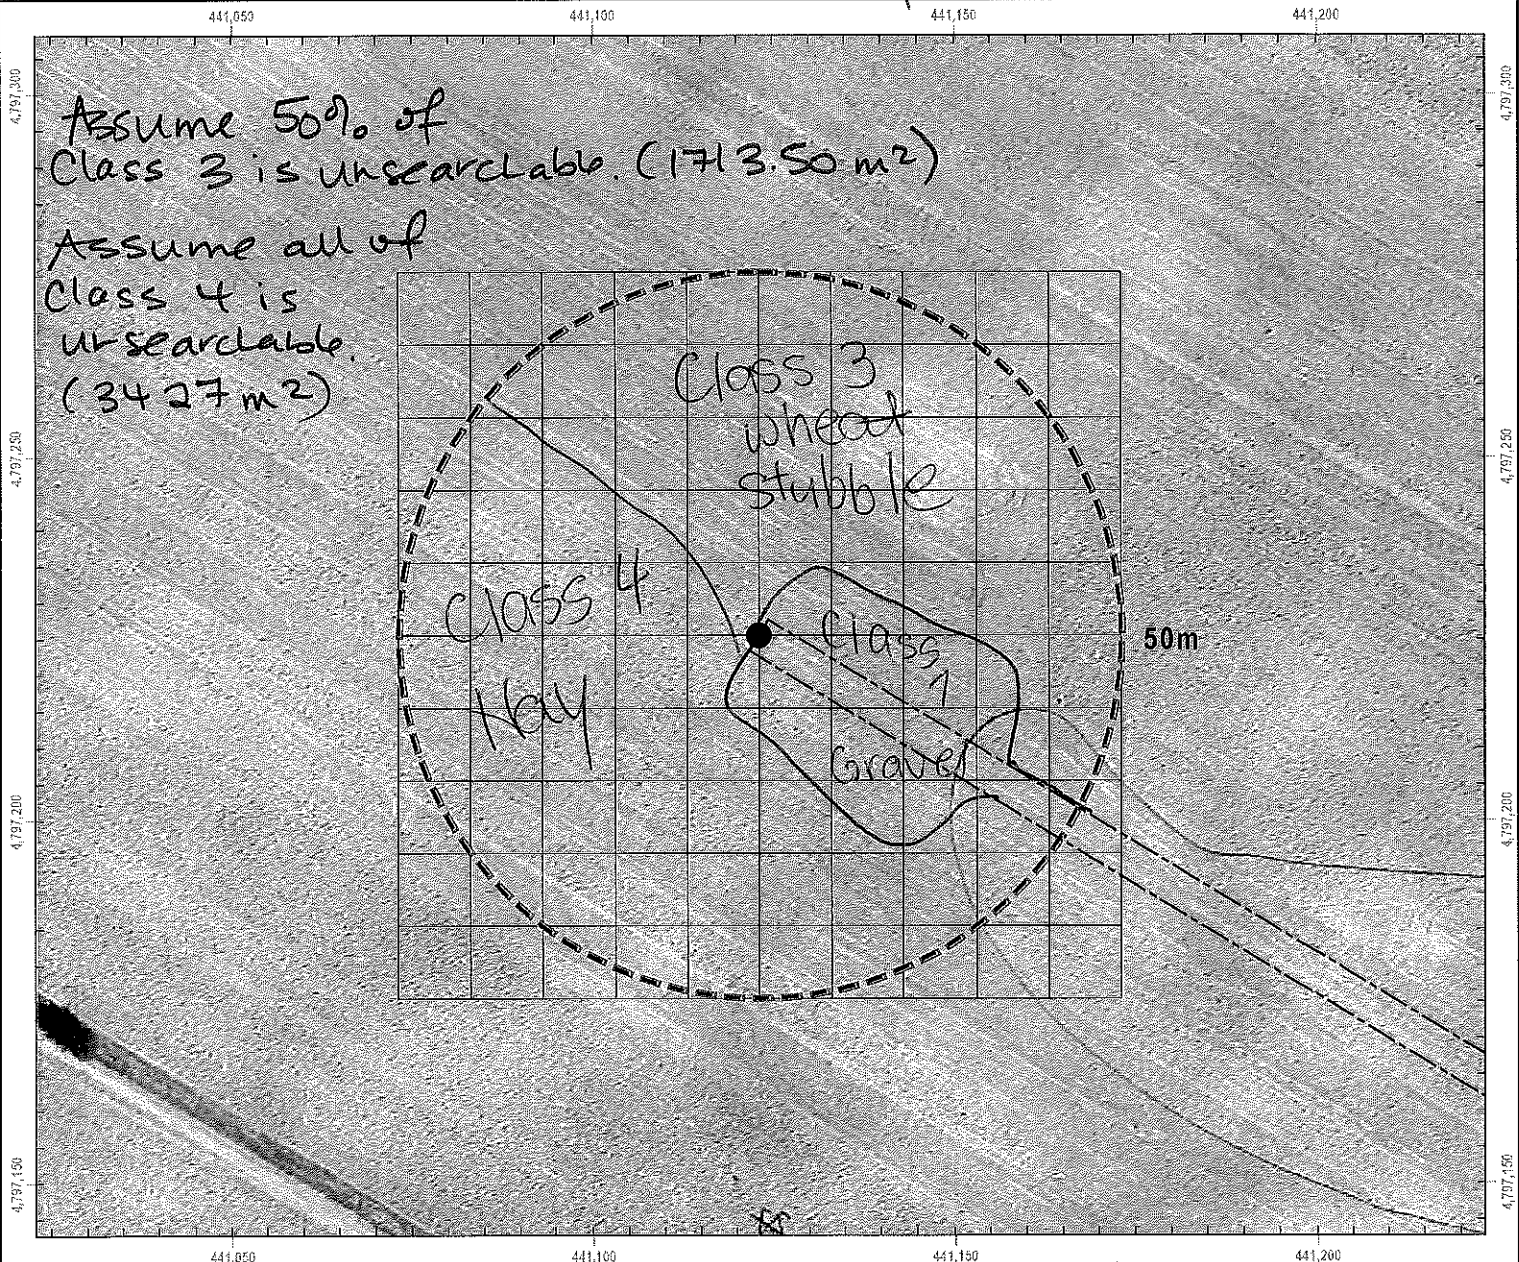 441,050 441,100 441,150 441,200
4,797,300 4,797,300
Assume 50% of
Class 3 is unsearchable. (1713.50 m²)
Assume all of
Class 4 is
unsearchable.
(3427 m²)
Class 3
wheat
stubble
4,797,250 4,797,250
Class 4
Hay
Class
1
Gravel
50m
4,797,200 4,797,200
4,797,150 4,797,150
441,050 441,100 441,150 441,200